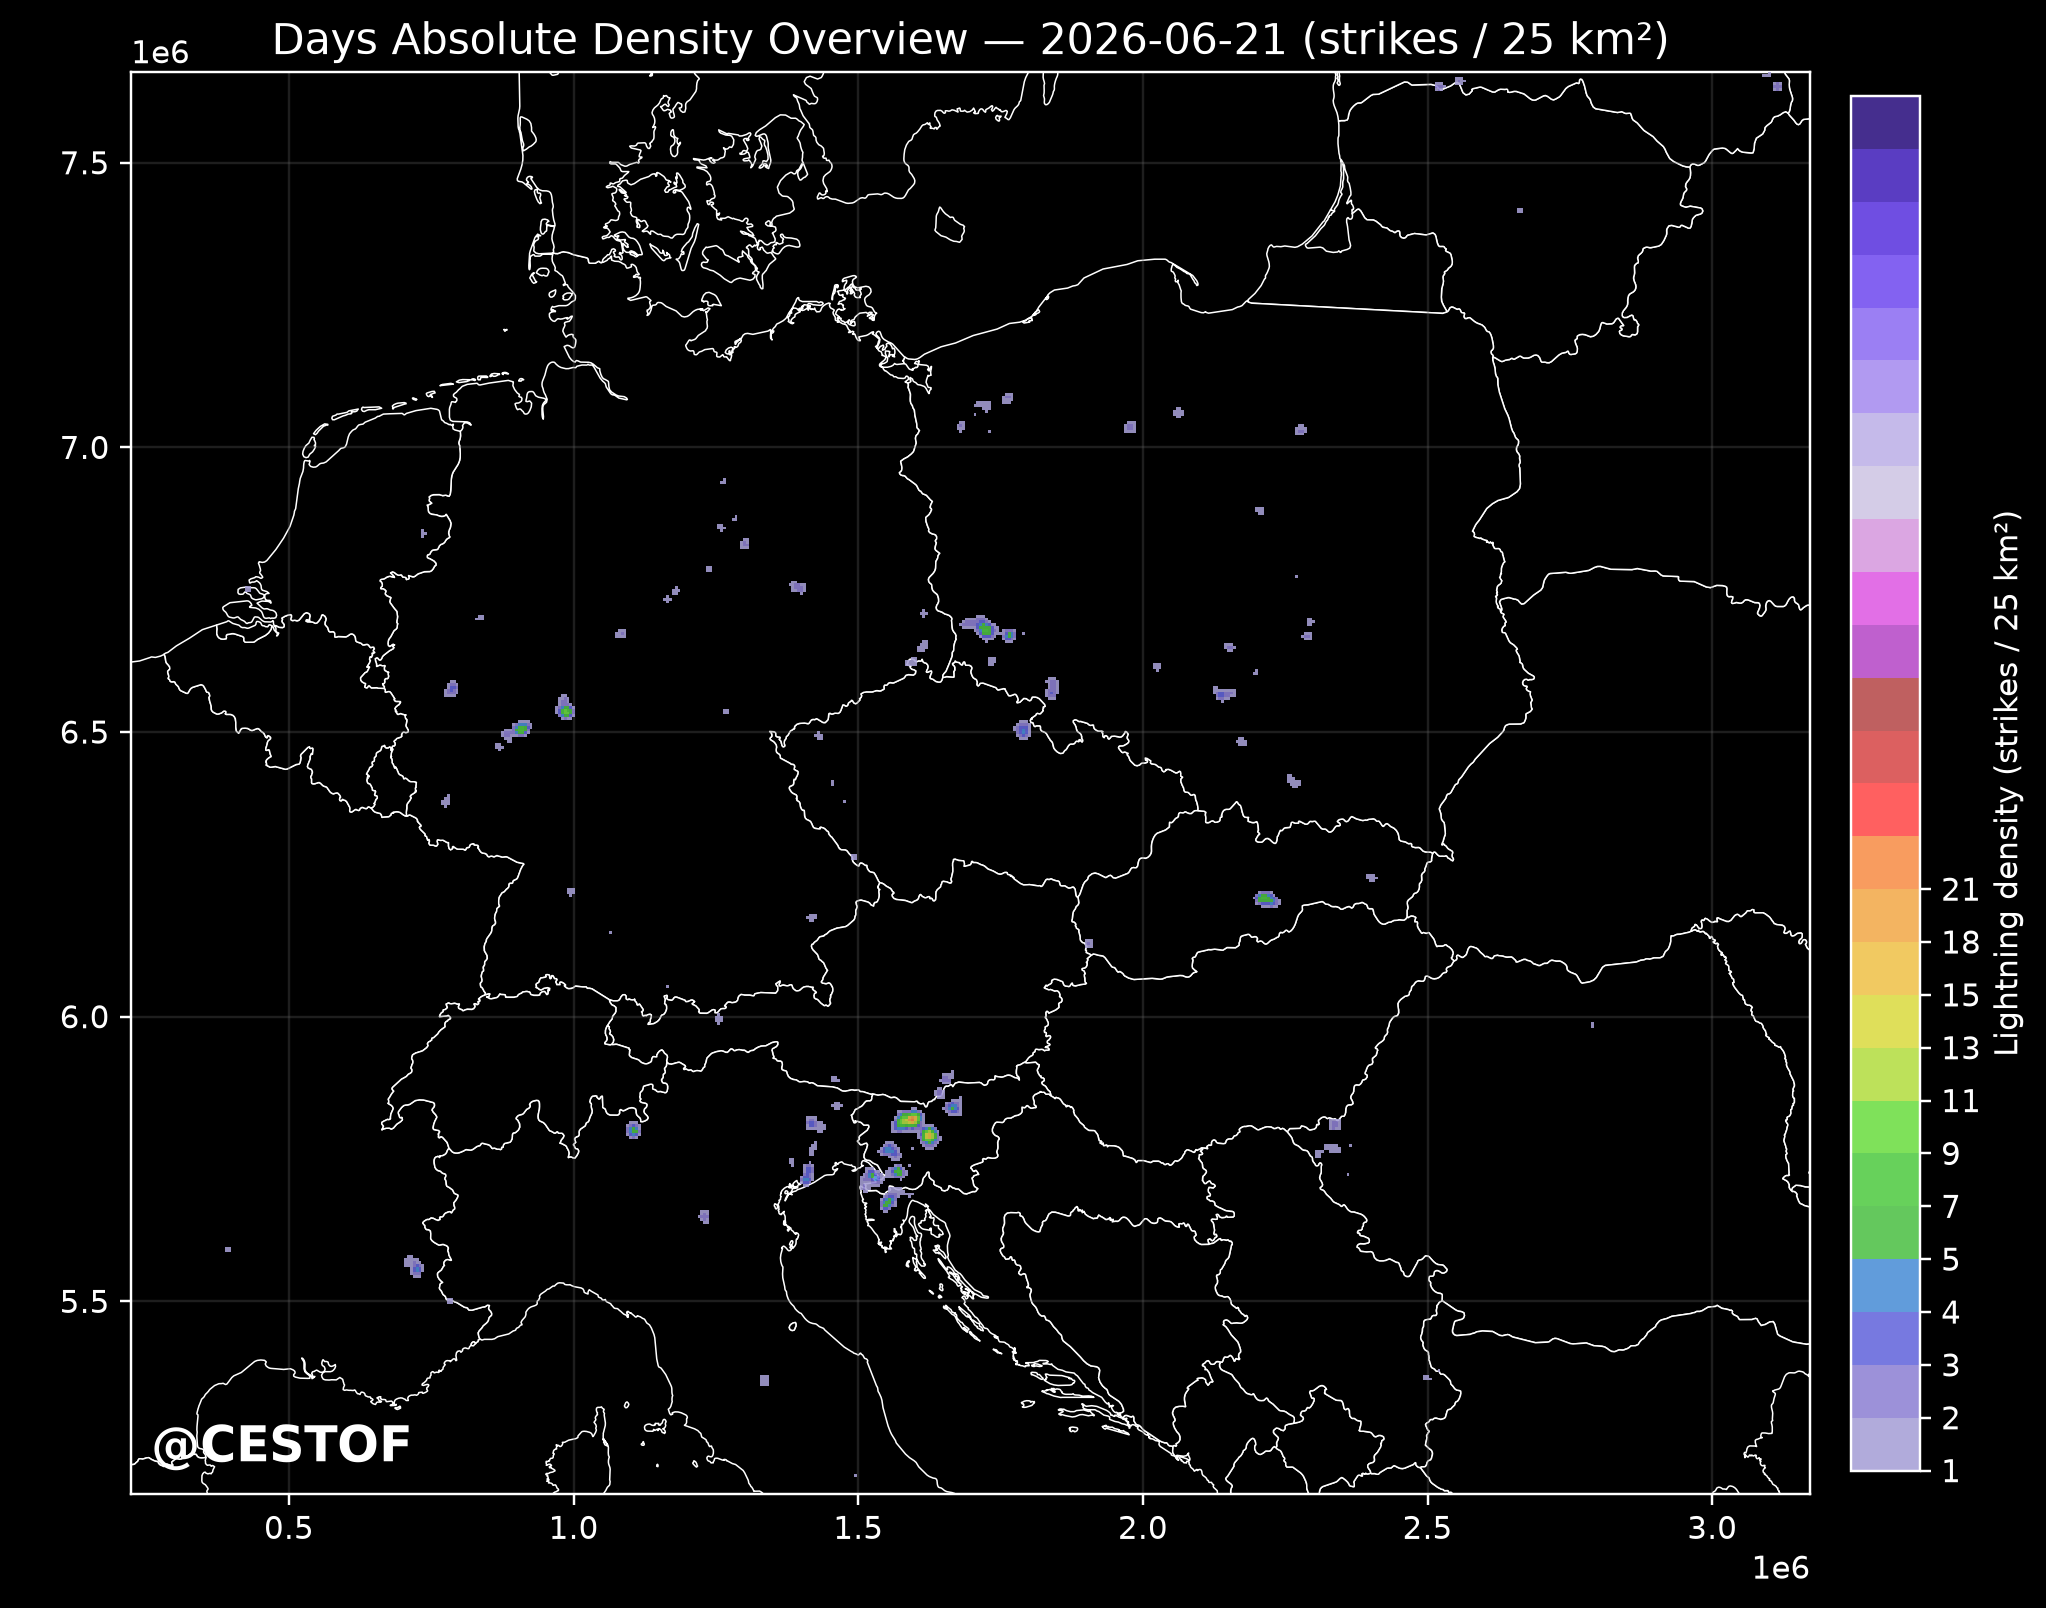 Days Absolute Density Overview — 2026-06-21 (strikes / 25 km²)
1e6
7.5
7.0
6.5
6.0
5.5
0.5 1.0 1.5 2.0 2.5 3.0
1e6
@CESTOF
21
18
15
13
11
9
7
5
4
3
2
1
Lightning density (strikes / 25 km²)